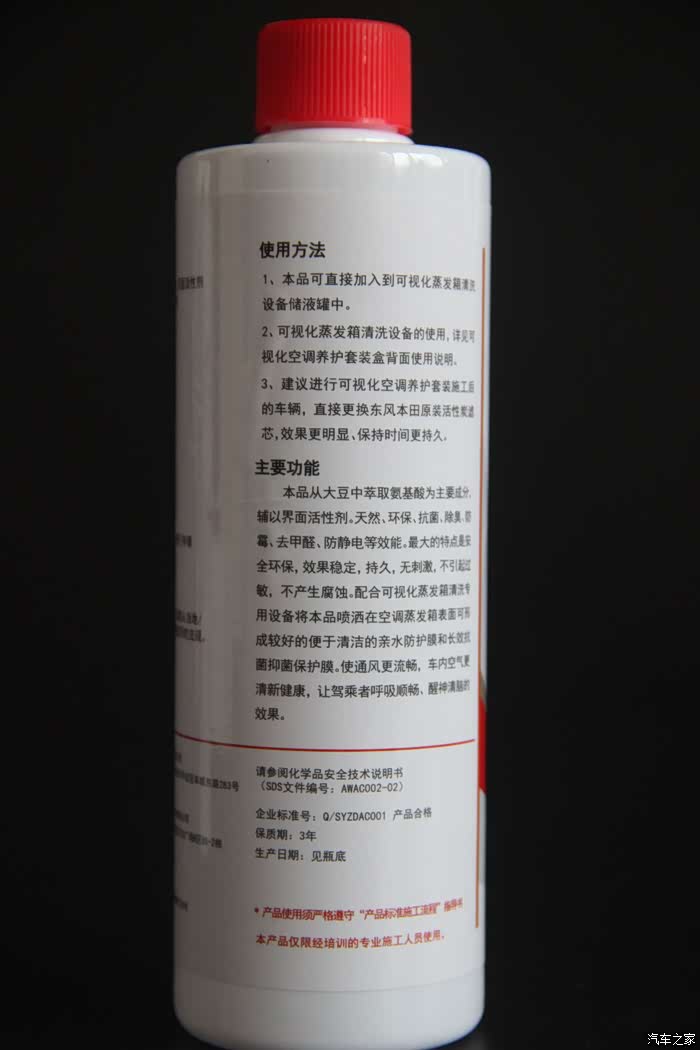 使用方法
1、本品可直接加入到可视化蒸发箱清洗
设备储液罐中。
2、可视化蒸发箱清洗设备的使用,详见可
视化空调养护套装盒背面使用说明。
3、建议进行可视化空调养护套装施工后
的车辆,直接更换东风本田原装活性炭滤
芯,效果更明显、保持时间更持久。
主要功能
本品从大豆中萃取氨基酸为主要成分,
辅以界面活性剂。天然、环保、抗菌、除臭、防
霉、去甲醛、防静电等效能。最大的特点是安
全环保,效果稳定,持久,无刺激,不引起过
敏,不产生腐蚀。配合可视化蒸发箱清洗专
用设备将本品喷洒在空调蒸发箱表面可形
成较好的便于清洁的亲水防护膜和长效抗
菌抑菌保护膜。使通风更流畅,车内空气更
清新健康,让驾乘者呼吸顺畅、醒神清脑的
效果。
请参阅化学品安全技术说明书
(SDS文件编号:AWAC002-02)
企业标准号:Q/SYZDAC001 产品合格
保质期:3年
生产日期:见瓶底
*产品使用须严格遵守“产品标准施工流程”指导书
本产品仅限经培训的专业施工人员使用。
面活性剂
路283号
汽车之家